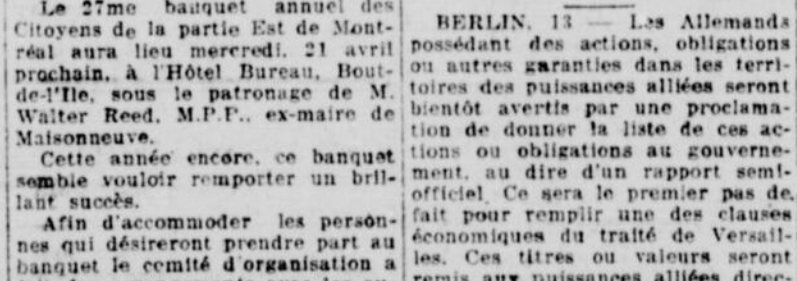 Le 27me banquet annuel des
Citoyens de la partie Est de Mont-
réal aura lieu mercredi, 21 avril
prochain, à l'Hôtel Bureau, Bout-
de-l'Ile, sous le patronage de M.
Walter Reed, M.P.P., ex-maire de
Maisonneuve.
Cette année encore, ce banquet
semble vouloir remporter un bril-
lant succès.
Afin d'accommoder les person-
nes qui désireront prendre part au
banquet le comité d'organisation a
BERLIN, 13 — Les Allemands
possédant des actions, obligations
ou autres garanties dans les terri-
toires des puissances alliées seront
bientôt avertis par une proclama-
tion de donner la liste de ces ac-
tions ou obligations au gouverne-
ment, au dire d'un rapport semi-
officiel. Ce sera le premier pas de
fait pour remplir une des clauses
économiques du traité de Versail-
les. Ces titres ou valeurs seront
remis aux puissances alliées direc-